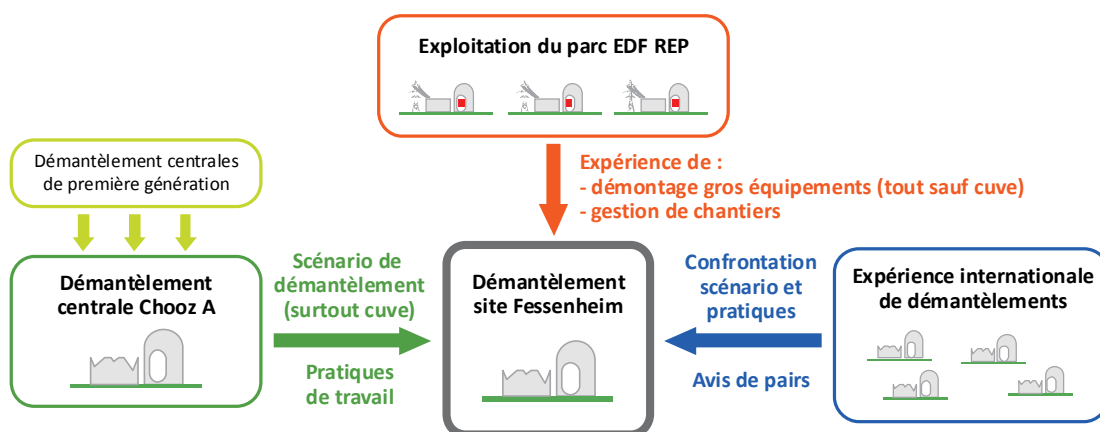 Exploitation du parc EDF REP
Démantèlement centrales
de première génération
Expérience de :
- démontage gros équipements (tout sauf cuve)
- gestion de chantiers
Démantèlement
centrale Chooz A
Scénario de
démantèlement
(surtout cuve)
Pratiques
de travail
Démantèlement
site Fessenheim
Confrontation
scénario et
pratiques
Avis de pairs
Expérience internationale
de démantèlements